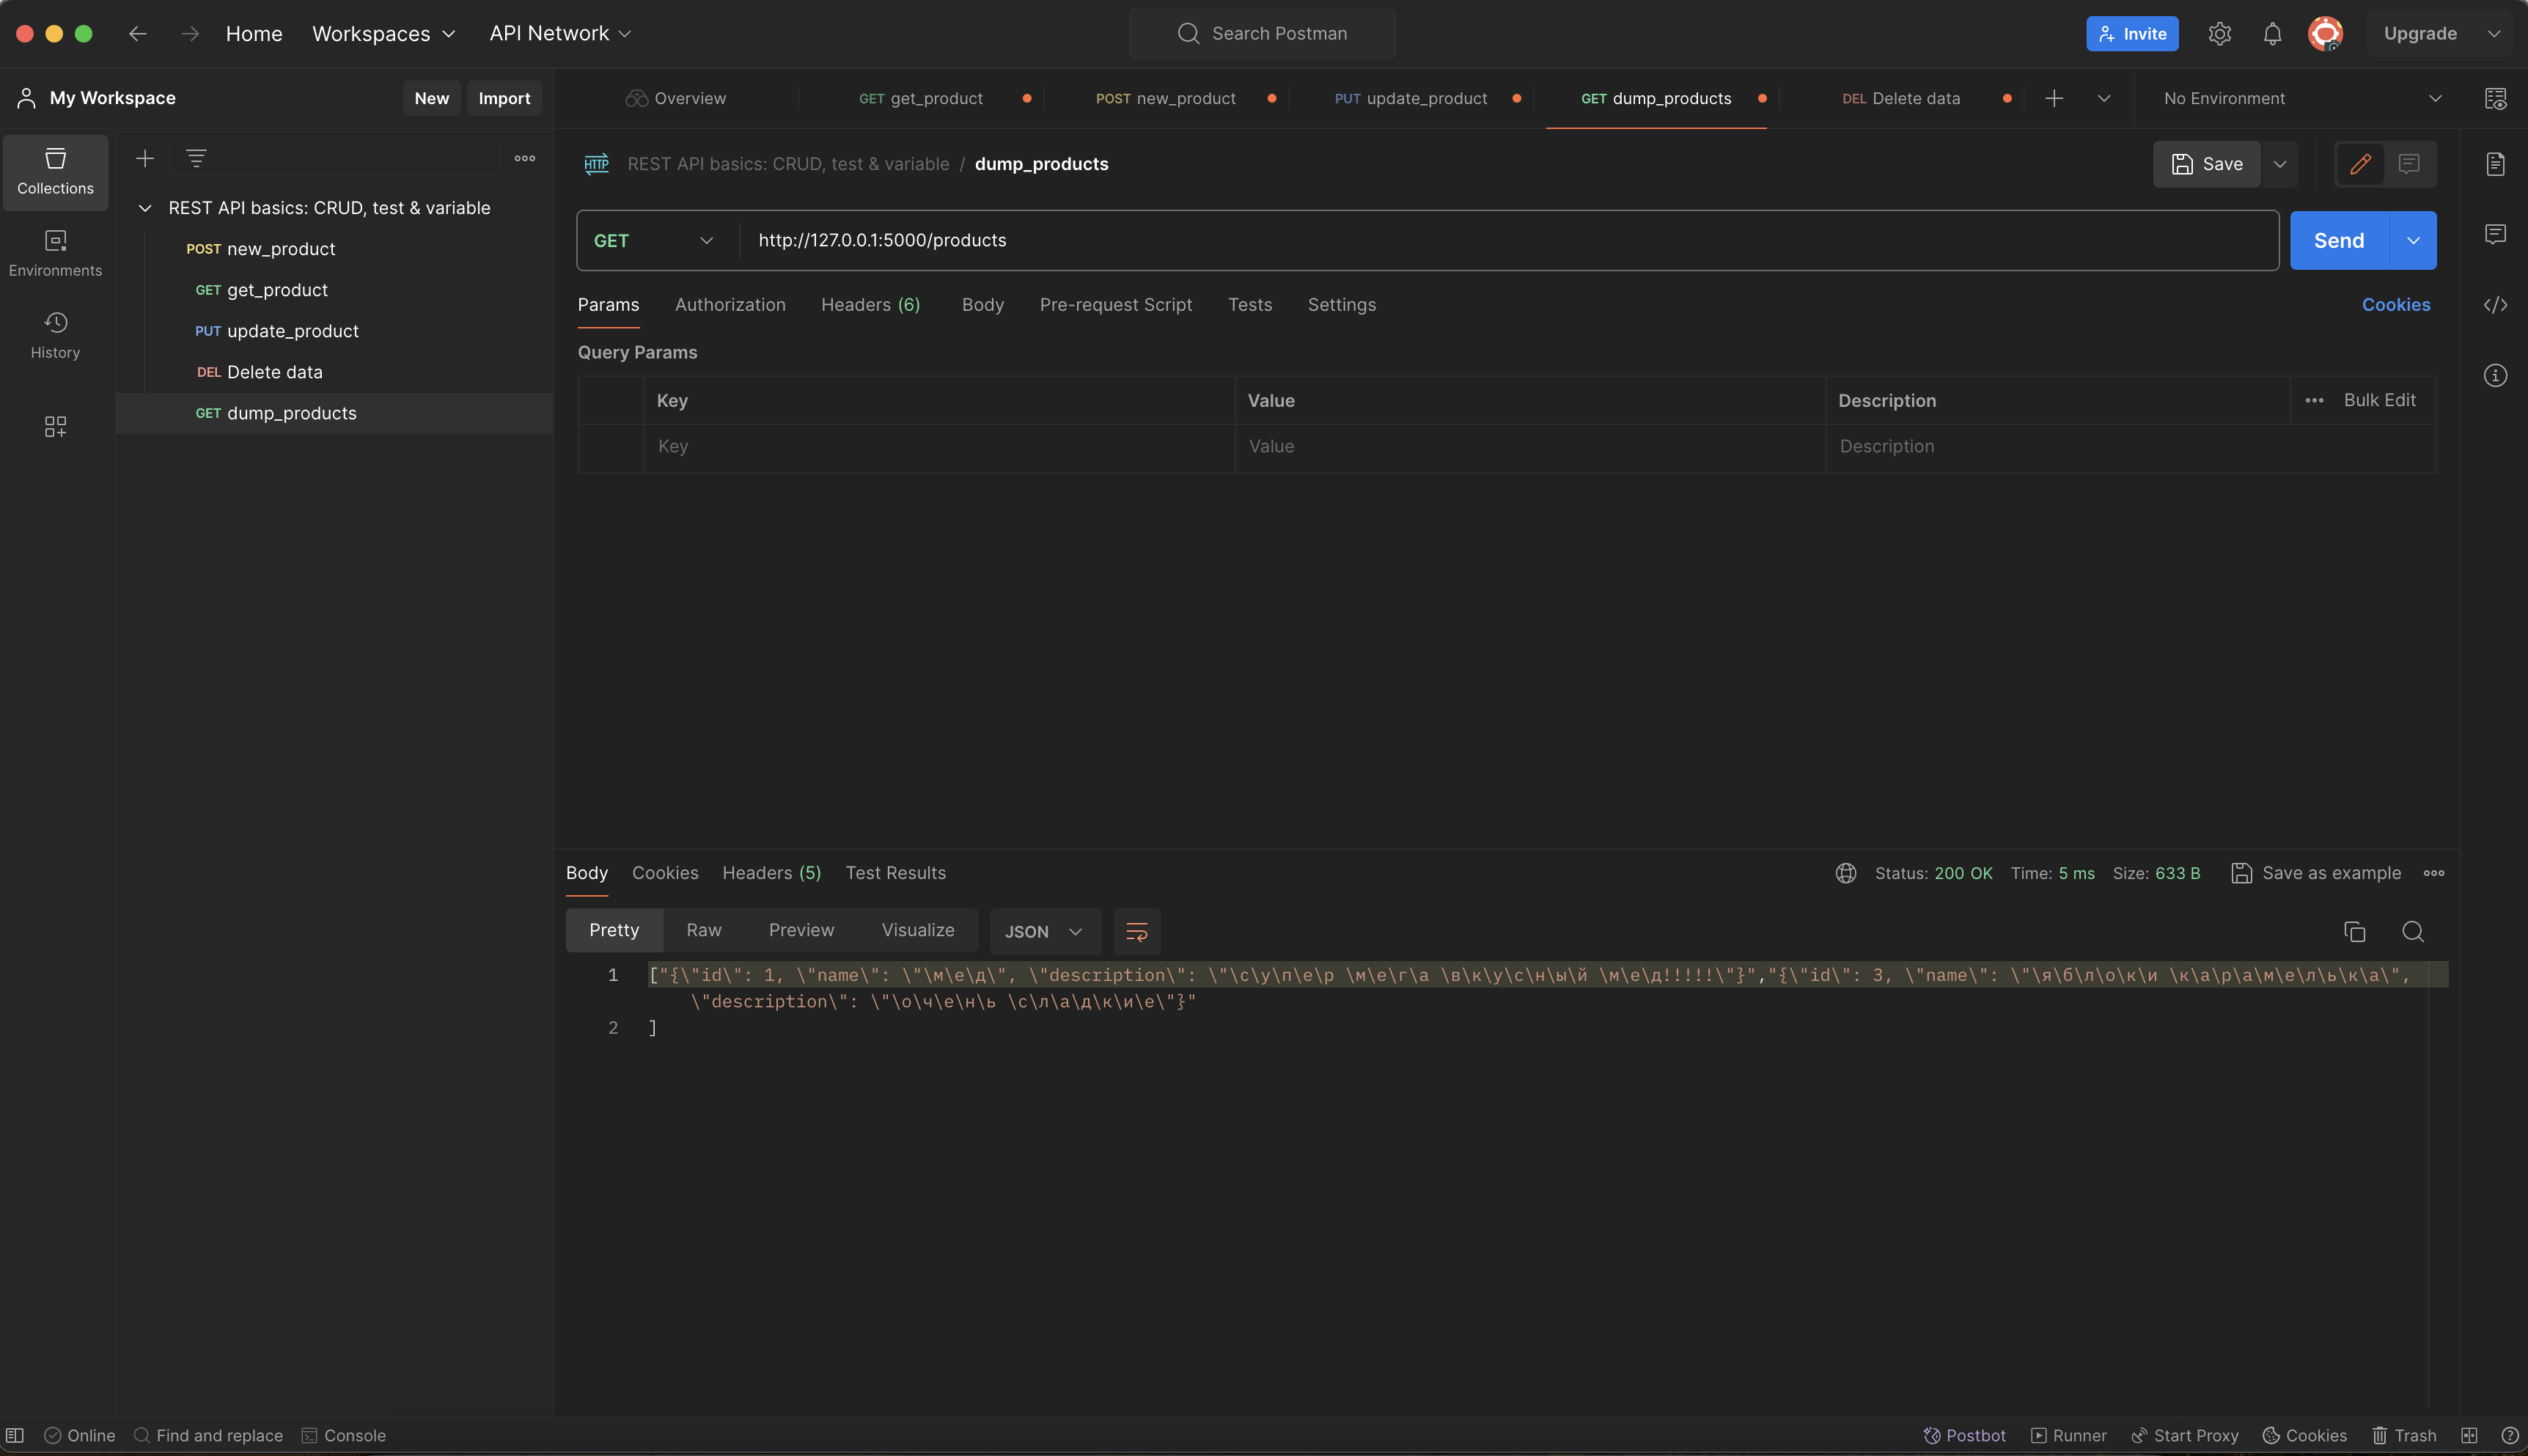 Home Workspaces API Network Search Postman Invite Upgrade
My Workspace New Import
Overview GET get_product POST new_product PUT update_product GET dump_products DEL Delete data No Environment
Collections
Environments
History
REST API basics: CRUD, test & variable
POST new_product
GET get_product
PUT update_product
DEL Delete data
GET dump_products
HTTP REST API basics: CRUD, test & variable / dump_products Save
GET http://127.0.0.1:5000/products Send
Params Authorization Headers (6) Body Pre-request Script Tests Settings Cookies
Query Params
Key Value Description Bulk Edit
Key Value Description
Body Cookies Headers (5) Test Results Status: 200 OK Time: 5 ms Size: 633 B Save as example
Pretty Raw Preview Visualize JSON
1 ["{\"id\": 1, \"name\": \"\м\е\д\", \"description\": \"\с\у\п\е\р \м\е\г\а \в\к\у\с\н\ы\й \м\е\д!!!!!\"}","{\"id\": 3, \"name\": \"\я\б\л\о\к\и \к\а\р\а\м\е\л\ь\к\а\",
\"description\": \"\о\ч\е\н\ь \с\л\а\д\к\и\е\"}"
2 ]
Online Find and replace Console Postbot Runner Start Proxy Cookies Trash